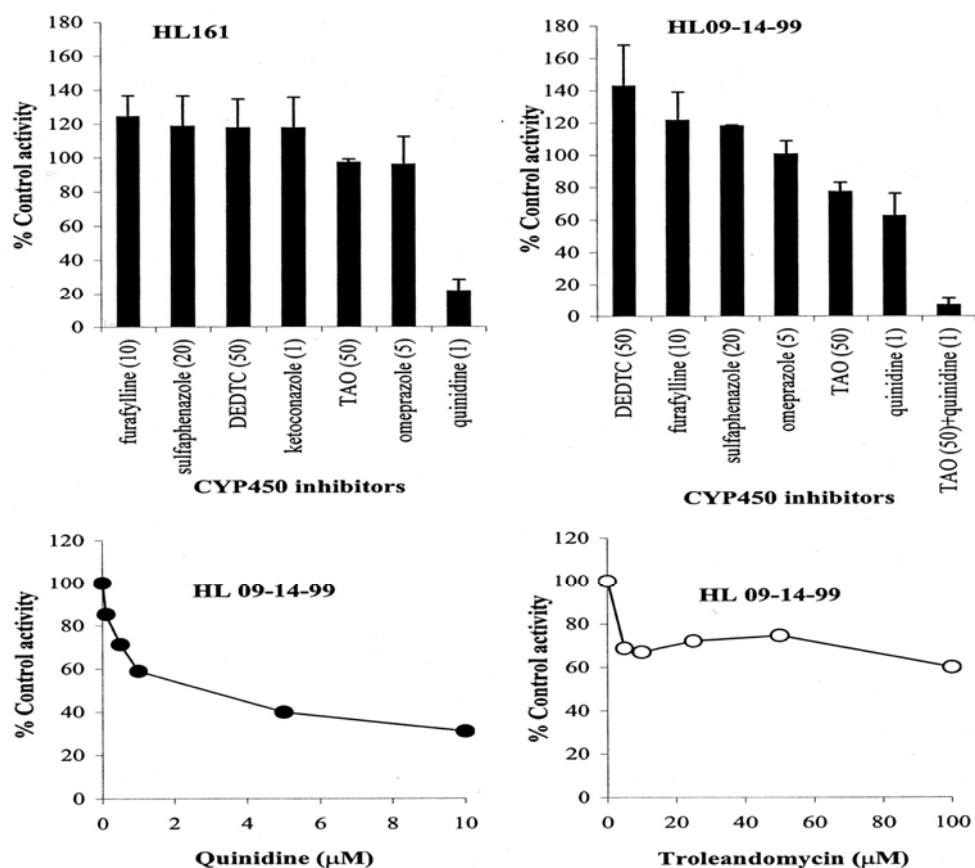 HL161
% Control activity
180
160
140
120
100
80
60
40
20
0
furafylline (10)
sulfaphenazole (20)
DEDTC (50)
ketoconazole (1)
TAO (50)
omeprazole (5)
quinidine (1)
CYP450 inhibitors
HL09-14-99
% Control activity
180
160
140
120
100
80
60
40
20
0
DEDTC (50)
furafylline (10)
sulfaphenazole (20)
omeprazole (5)
TAO (50)
quinidine (1)
TAO (50)+quinidine (1)
CYP450 inhibitors
HL 09-14-99
% Control activity
120
100
80
60
40
20
0
0 2 4 6 8 10
Quinidine (μM)
HL 09-14-99
% Control activity
120
100
80
60
40
20
0
0 20 40 60 80 100
Troleandomycin (μM)